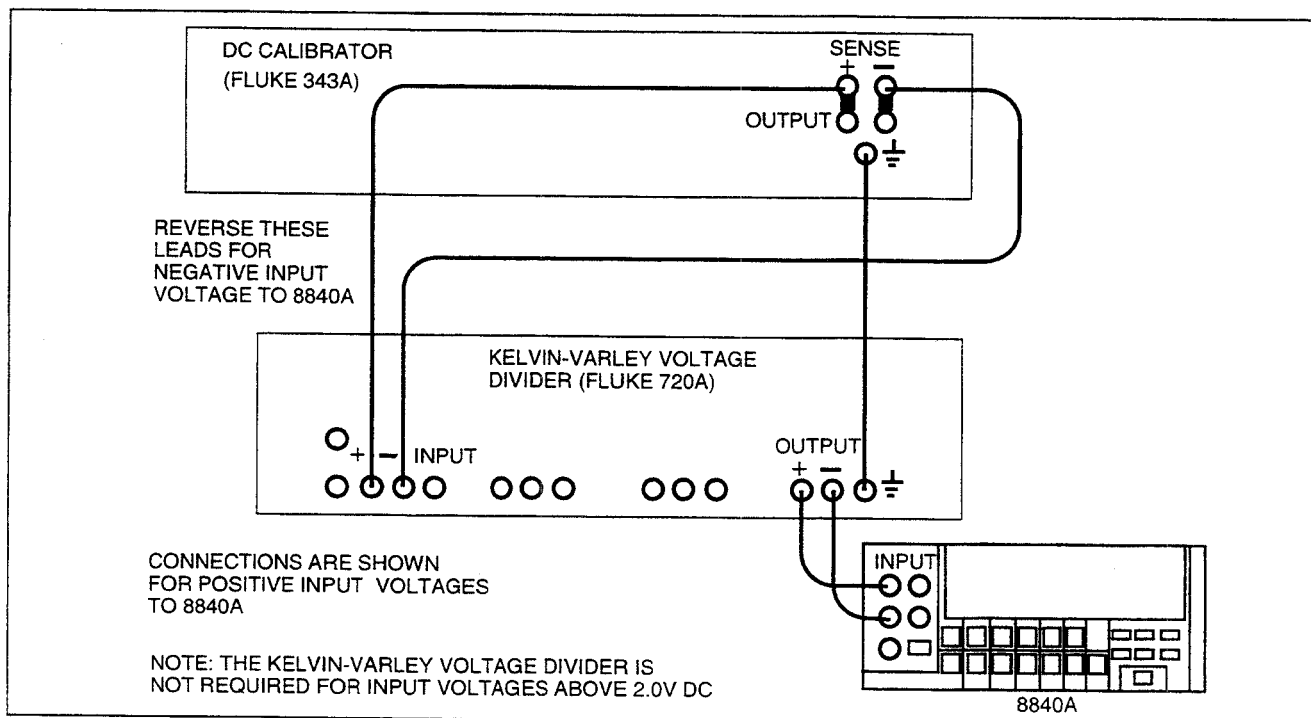 DC CALIBRATOR
(FLUKE 343A)
SENSE
+ −
OUTPUT
REVERSE THESE
LEADS FOR
NEGATIVE INPUT
VOLTAGE TO 8840A
KELVIN-VARLEY VOLTAGE
DIVIDER (FLUKE 720A)
+ − INPUT
OUTPUT
+ −
CONNECTIONS ARE SHOWN
FOR POSITIVE INPUT VOLTAGES
TO 8840A
INPUT
NOTE: THE KELVIN-VARLEY VOLTAGE DIVIDER IS
NOT REQUIRED FOR INPUT VOLTAGES ABOVE 2.0V DC
8840A